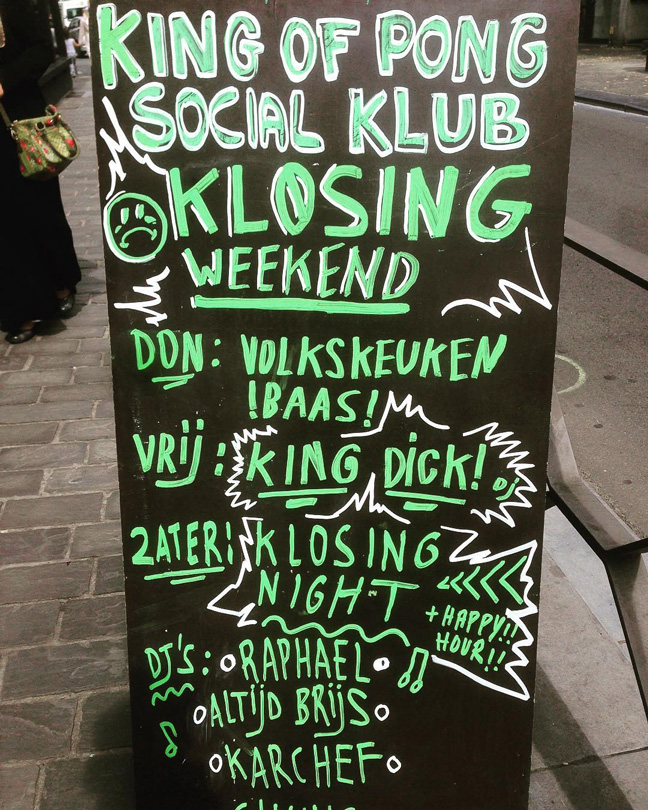 KING OF PONG
SOCIAL KLUB
KLOSING
WEEKEND
DON: VOLKSKEUKEN
!BAAS!
VRIJ: KING DICK! DJ
ZATER: KLOSING
NIGHT
+ HAPPY!!
HOUR!!
DJ'S: RAPHAEL
ALTIJD BRIJS
KARCHEF